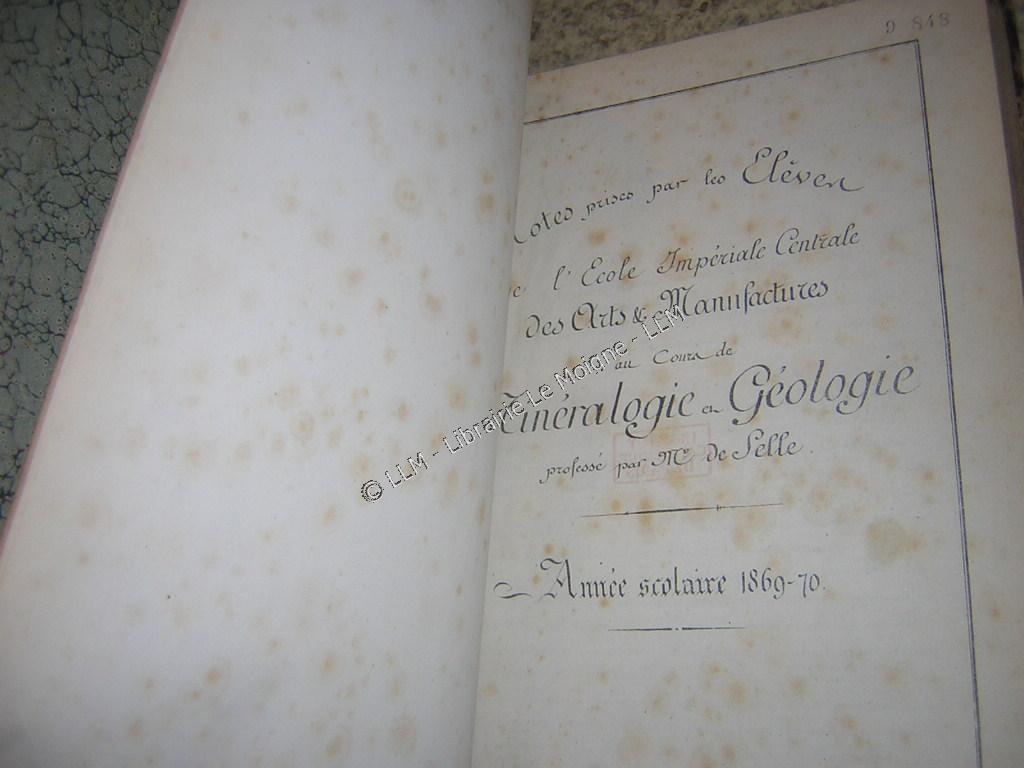 9 848
otes prises par les Elèves
e l'Ecole Impériale Centrale
des Arts & Manufactures
au Cours de
inéralogie et Géologie
professé par Mr de Selle.
Année scolaire 1869-70.
© LLM - Librairie Le Moigne - LLM